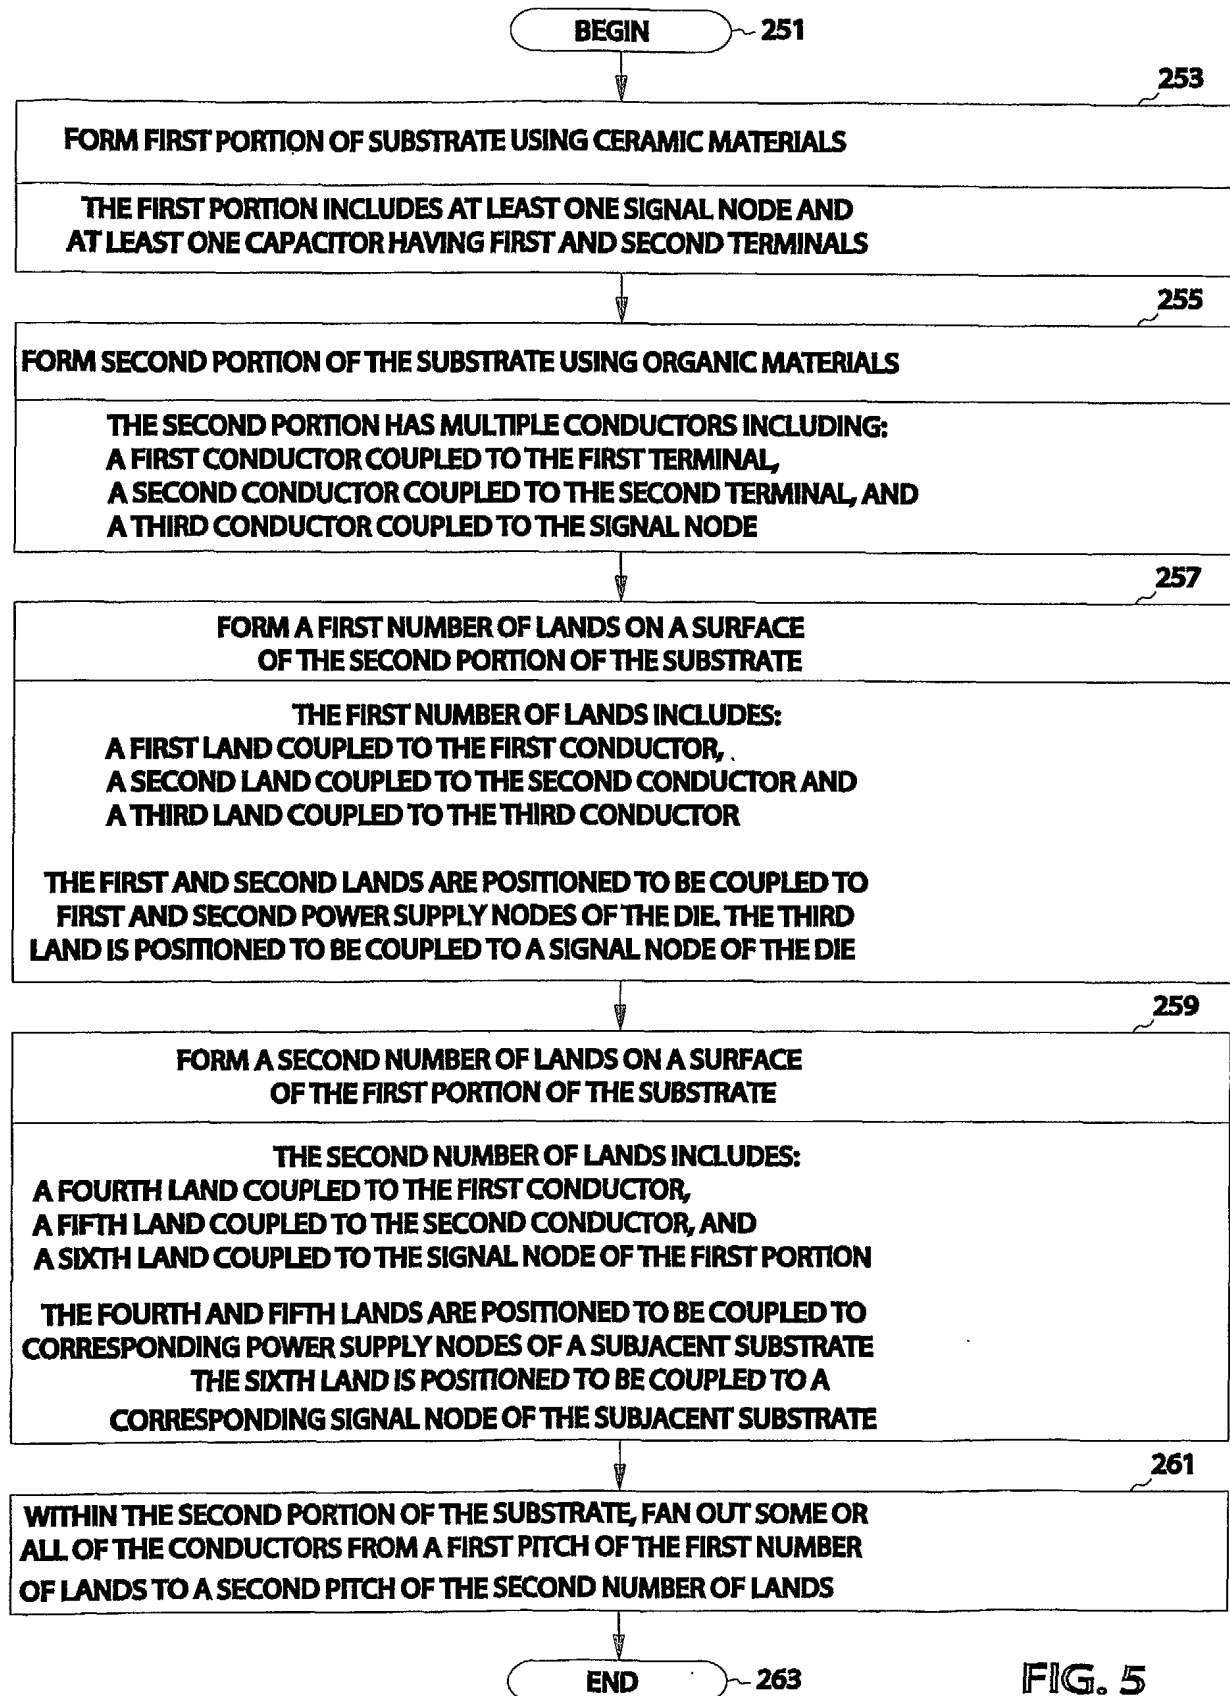 BEGIN 251
253
FORM FIRST PORTION OF SUBSTRATE USING CERAMIC MATERIALS
THE FIRST PORTION INCLUDES AT LEAST ONE SIGNAL NODE AND
AT LEAST ONE CAPACITOR HAVING FIRST AND SECOND TERMINALS
255
FORM SECOND PORTION OF THE SUBSTRATE USING ORGANIC MATERIALS
THE SECOND PORTION HAS MULTIPLE CONDUCTORS INCLUDING:
A FIRST CONDUCTOR COUPLED TO THE FIRST TERMINAL,
A SECOND CONDUCTOR COUPLED TO THE SECOND TERMINAL, AND
A THIRD CONDUCTOR COUPLED TO THE SIGNAL NODE
257
FORM A FIRST NUMBER OF LANDS ON A SURFACE
OF THE SECOND PORTION OF THE SUBSTRATE
THE FIRST NUMBER OF LANDS INCLUDES:
A FIRST LAND COUPLED TO THE FIRST CONDUCTOR,
A SECOND LAND COUPLED TO THE SECOND CONDUCTOR AND
A THIRD LAND COUPLED TO THE THIRD CONDUCTOR
THE FIRST AND SECOND LANDS ARE POSITIONED TO BE COUPLED TO
FIRST AND SECOND POWER SUPPLY NODES OF THE DIE. THE THIRD
LAND IS POSITIONED TO BE COUPLED TO A SIGNAL NODE OF THE DIE
259
FORM A SECOND NUMBER OF LANDS ON A SURFACE
OF THE FIRST PORTION OF THE SUBSTRATE
THE SECOND NUMBER OF LANDS INCLUDES:
A FOURTH LAND COUPLED TO THE FIRST CONDUCTOR,
A FIFTH LAND COUPLED TO THE SECOND CONDUCTOR, AND
A SIXTH LAND COUPLED TO THE SIGNAL NODE OF THE FIRST PORTION
THE FOURTH AND FIFTH LANDS ARE POSITIONED TO BE COUPLED TO
CORRESPONDING POWER SUPPLY NODES OF A SUBJACENT SUBSTRATE
THE SIXTH LAND IS POSITIONED TO BE COUPLED TO A
CORRESPONDING SIGNAL NODE OF THE SUBJACENT SUBSTRATE
261
WITHIN THE SECOND PORTION OF THE SUBSTRATE, FAN OUT SOME OR
ALL OF THE CONDUCTORS FROM A FIRST PITCH OF THE FIRST NUMBER
OF LANDS TO A SECOND PITCH OF THE SECOND NUMBER OF LANDS
END 263
FIG. 5